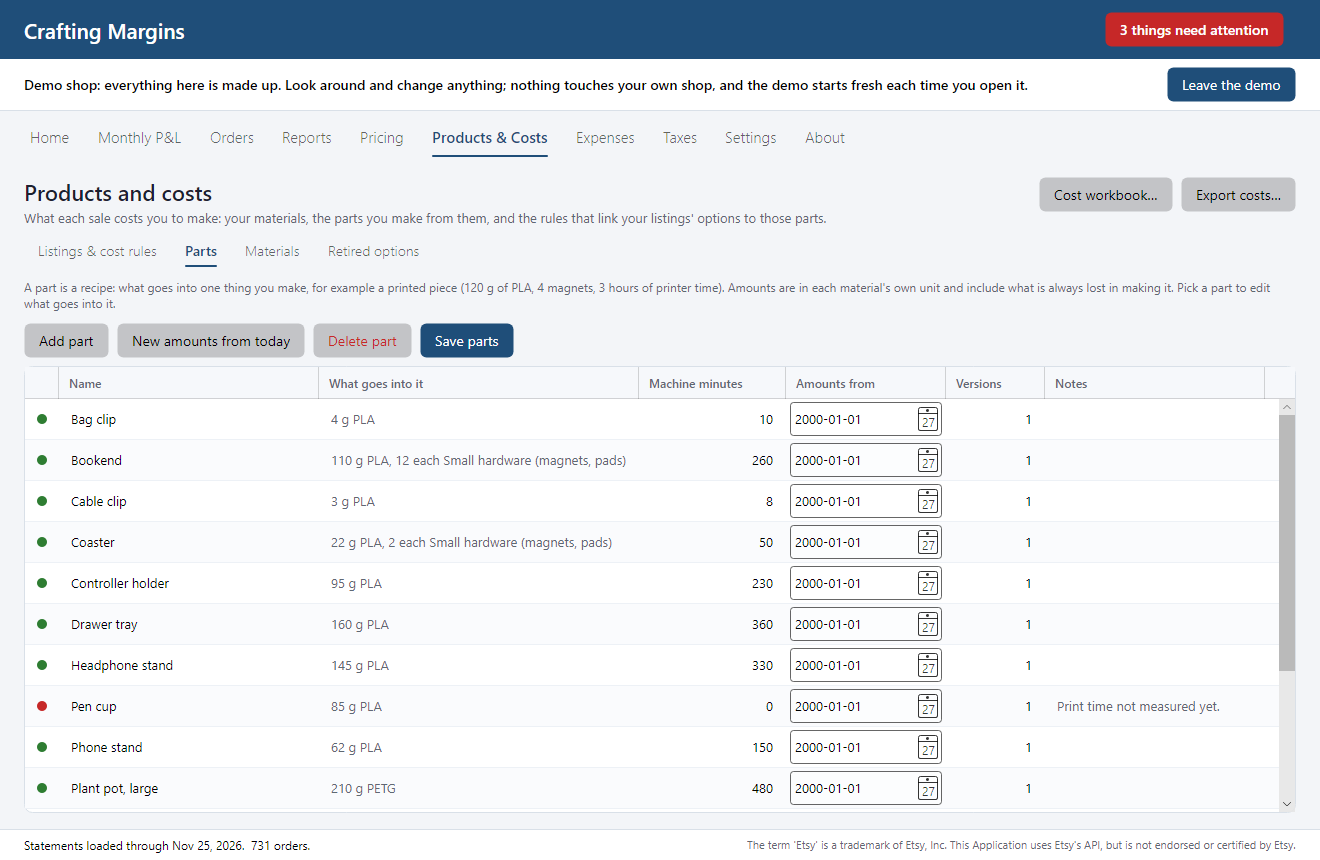 Crafting Margins
3 things need attention
Demo shop: everything here is made up. Look around and change anything; nothing touches your own shop, and the demo starts fresh each time you open it.
Leave the demo
Home Monthly P&L Orders Reports Pricing Products & Costs Expenses Taxes Settings About
Products and costs
Cost workbook...
Export costs...
What each sale costs you to make: your materials, the parts you make from them, and the rules that link your listings' options to those parts.
Listings & cost rules Parts Materials Retired options
A part is a recipe: what goes into one thing you make, for example a printed piece (120 g of PLA, 4 magnets, 3 hours of printer time). Amounts are in each material's own unit and include what is always lost in making it. Pick a part to edit
what goes into it.
Add part New amounts from today Delete part Save parts
Name What goes into it Machine minutes Amounts from Versions Notes
Bag clip 4 g PLA 10 2000-01-01 27 1
Bookend 110 g PLA, 12 each Small hardware (magnets, pads) 260 2000-01-01 27 1
Cable clip 3 g PLA 8 2000-01-01 27 1
Coaster 22 g PLA, 2 each Small hardware (magnets, pads) 50 2000-01-01 27 1
Controller holder 95 g PLA 230 2000-01-01 27 1
Drawer tray 160 g PLA 360 2000-01-01 27 1
Headphone stand 145 g PLA 330 2000-01-01 27 1
Pen cup 85 g PLA 0 2000-01-01 27 1 Print time not measured yet.
Phone stand 62 g PLA 150 2000-01-01 27 1
Plant pot, large 210 g PETG 480 2000-01-01 27 1
Statements loaded through Nov 25, 2026. 731 orders.
The term 'Etsy' is a trademark of Etsy, Inc. This Application uses Etsy's API, but is not endorsed or certified by Etsy.